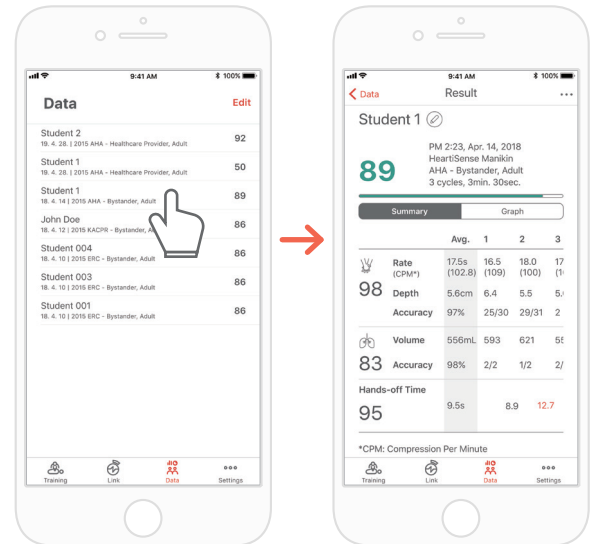 9:41 AM
100%
Data
Edit
Student 2
19. 4. 28. | 2015 AHA - Healthcare Provider, Adult
92
Student 1
19. 4. 28. | 2015 AHA - Healthcare Provider, Adult
50
Student 1
18. 4. 14 | 2015 AHA - Bystander, Adult
89
John Doe
18. 4. 12 | 2015 KACPR - Bystander,
86
Student 004
18. 4. 10 | 2015 ERC - Bystander, Adult
86
Student 003
18. 4. 10 | 2015 ERC - Bystander, Adult
86
Student 001
18. 4. 10 | 2015 ERC - Bystander, Adult
86
Training Link Data Settings
9:41 AM
100%
Data
Result
Student 1
89
PM 2:23, Apr. 14, 2018
HeartiSense Manikin
AHA - Bystander, Adult
3 cycles, 3min. 30sec.
Summary Graph
Avg. 1 2 3
Rate 17.5s 16.5 18.0 17
(CPM*) (102.8) (109) (100)
98
Depth 5.6cm 6.4 5.5 5.
Accuracy 97% 25/30 29/31 2
Volume 556mL 593 621
83
Accuracy 98% 2/2 1/2 2/
Hands-off Time
95
9.5s 8.9 12.7
*CPM: Compression Per Minute
Training Link Data Settings